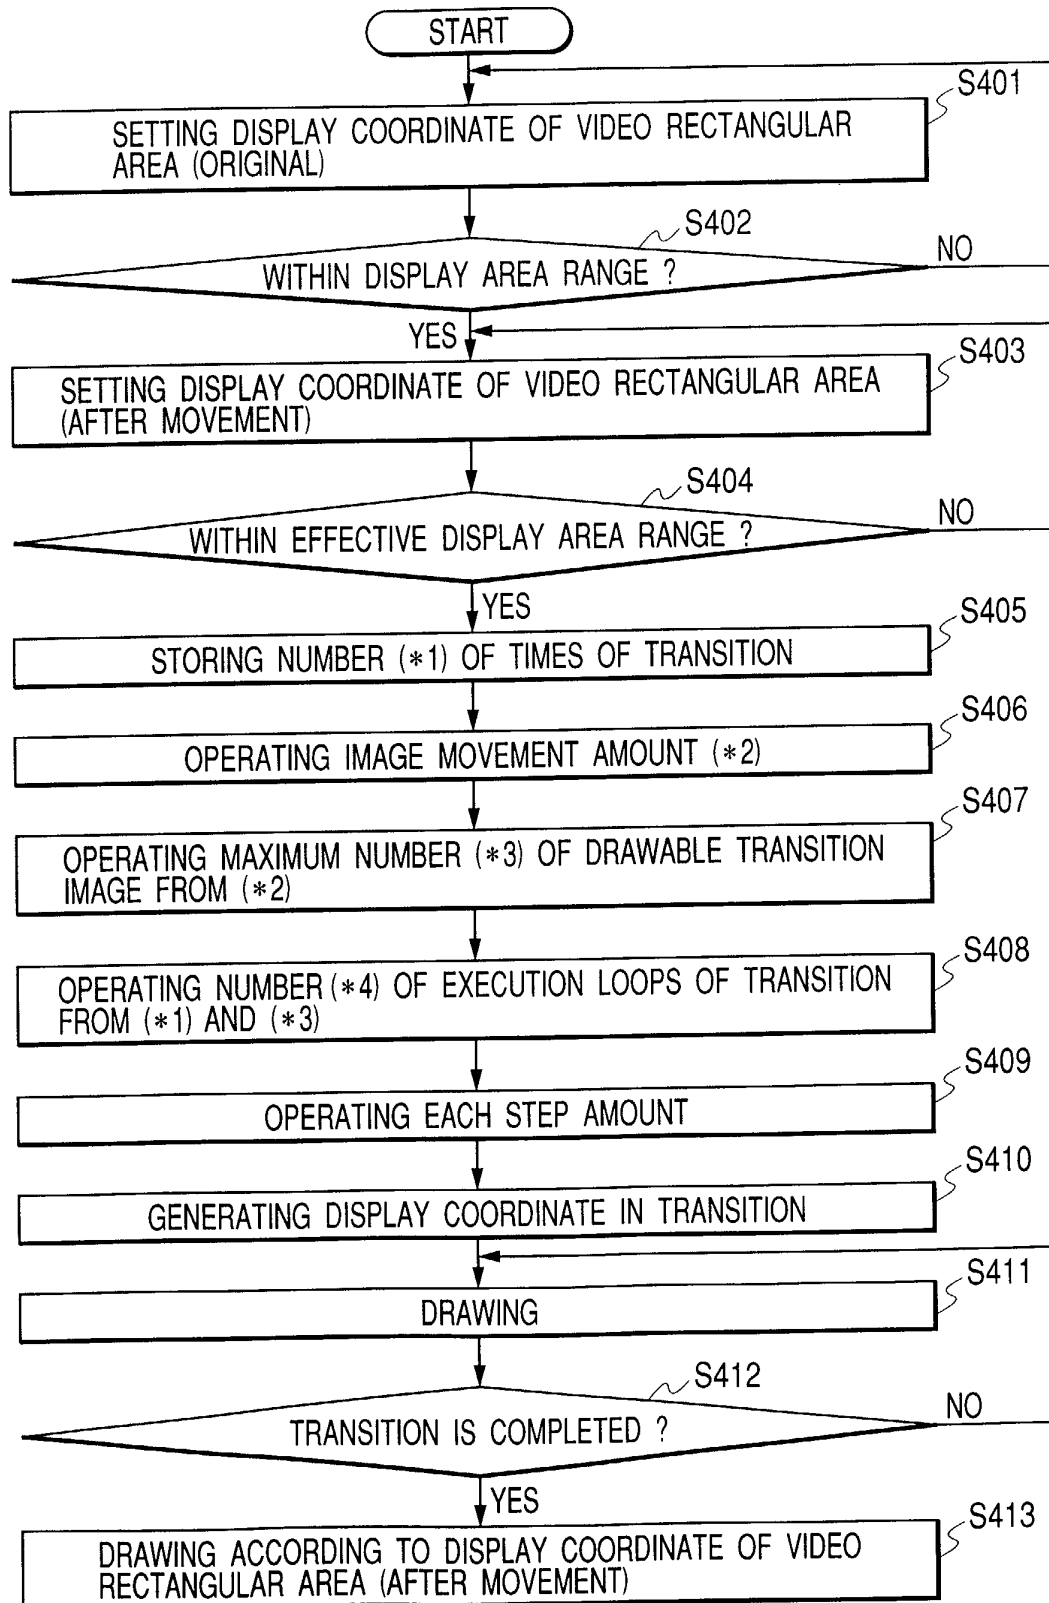 START
S401
SETTING DISPLAY COORDINATE OF VIDEO RECTANGULAR
AREA (ORIGINAL)
S402
WITHIN DISPLAY AREA RANGE ?
NO
YES
S403
SETTING DISPLAY COORDINATE OF VIDEO RECTANGULAR AREA
(AFTER MOVEMENT)
S404
WITHIN EFFECTIVE DISPLAY AREA RANGE ?
NO
YES
S405
STORING NUMBER (*1) OF TIMES OF TRANSITION
S406
OPERATING IMAGE MOVEMENT AMOUNT (*2)
S407
OPERATING MAXIMUM NUMBER (*3) OF DRAWABLE TRANSITION
IMAGE FROM (*2)
S408
OPERATING NUMBER (*4) OF EXECUTION LOOPS OF TRANSITION
FROM (*1) AND (*3)
S409
OPERATING EACH STEP AMOUNT
S410
GENERATING DISPLAY COORDINATE IN TRANSITION
S411
DRAWING
S412
TRANSITION IS COMPLETED ?
NO
YES
S413
DRAWING ACCORDING TO DISPLAY COORDINATE OF VIDEO
RECTANGULAR AREA (AFTER MOVEMENT)